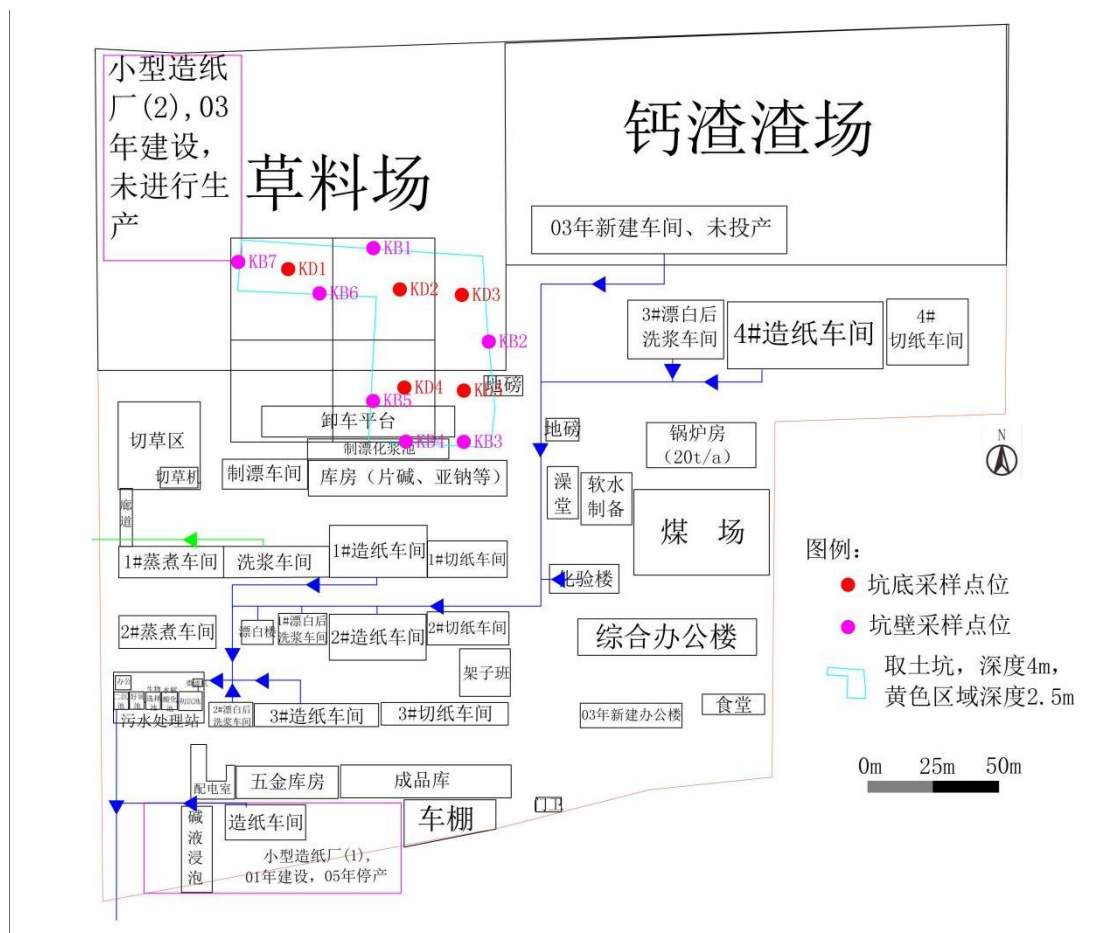 小型造纸
厂(2),03
年建设，
未进行生
产
草料场
钙渣渣场
03年新建车间、未投产
KB1
KB7
KD1
KB6
KD2
KD3
KB2
3#漂白后
洗浆车间
4#造纸车间
4#
切纸车间
KD4
KB5
卸车平台
KB4
KB3
制漂化浆池
地磅
切草区
切草机
制漂车间
库房（片碱、亚钠等）
锅炉房
（20t/a）
澡堂
软水
制备
煤 场
廊道
1#蒸煮车间
洗浆车间
1#造纸车间
1#切纸车间
化验楼
2#蒸煮车间
漂白楼
1#漂白后
洗浆车间
2#造纸车间
2#切纸车间
综合办公楼
架子班
办公
污水处理站
2#漂白后
洗浆车间
3#造纸车间
3#切纸车间
03年新建办公楼
食堂
配电室
五金库房
成品库
碱液浸泡
造纸车间
车棚
小型造纸厂(1),
01年建设，05年停产
N
图例：
坑底采样点位
坑壁采样点位
取土坑，深度4m，
黄色区域深度2.5m
0m 25m 50m